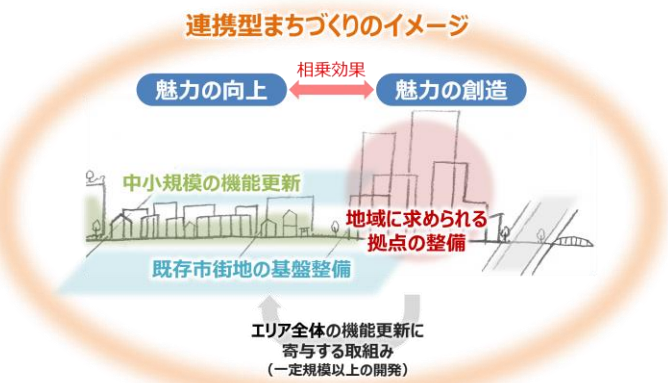 連携型まちづくりのイメージ
相乗効果
魅力の向上
魅力の創造
中小規模の機能更新
地域に求められる
拠点の整備
既存市街地の基盤整備
エリア全体の機能更新に
寄与する取組み
(一定規模以上の開発)